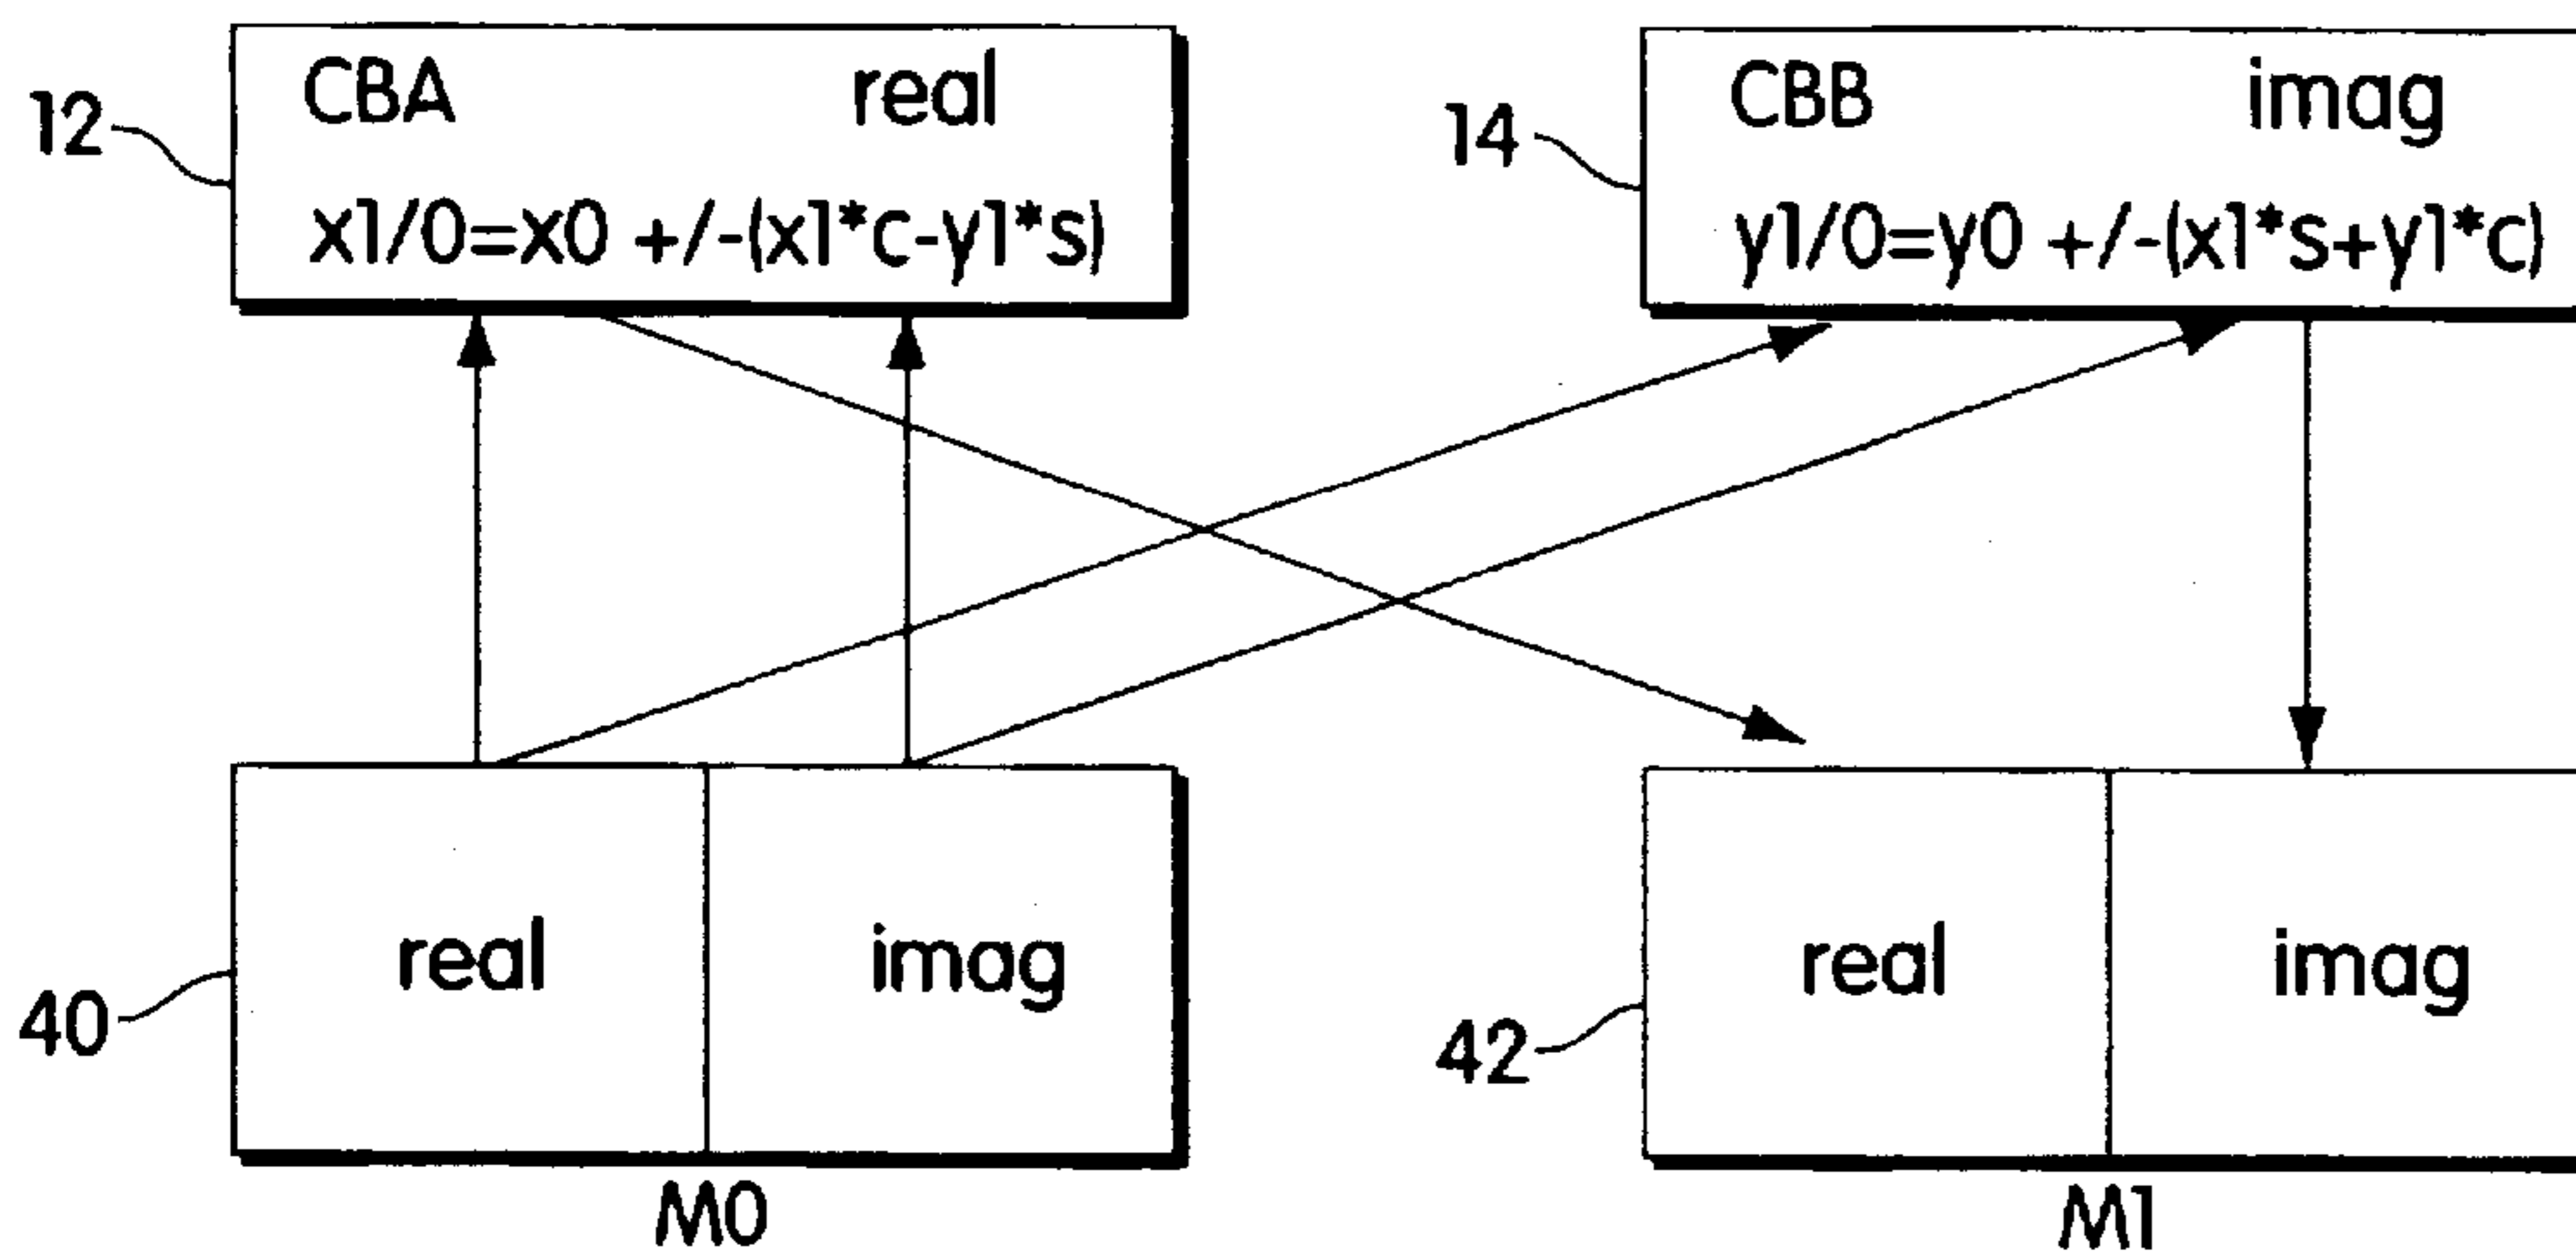 12
CBA real
x1/0=x0 +/-(x1*c-y1*s)
14
CBB imag
y1/0=y0 +/-(x1*s+y1*c)
40
real imag
M0
42
real imag
M1